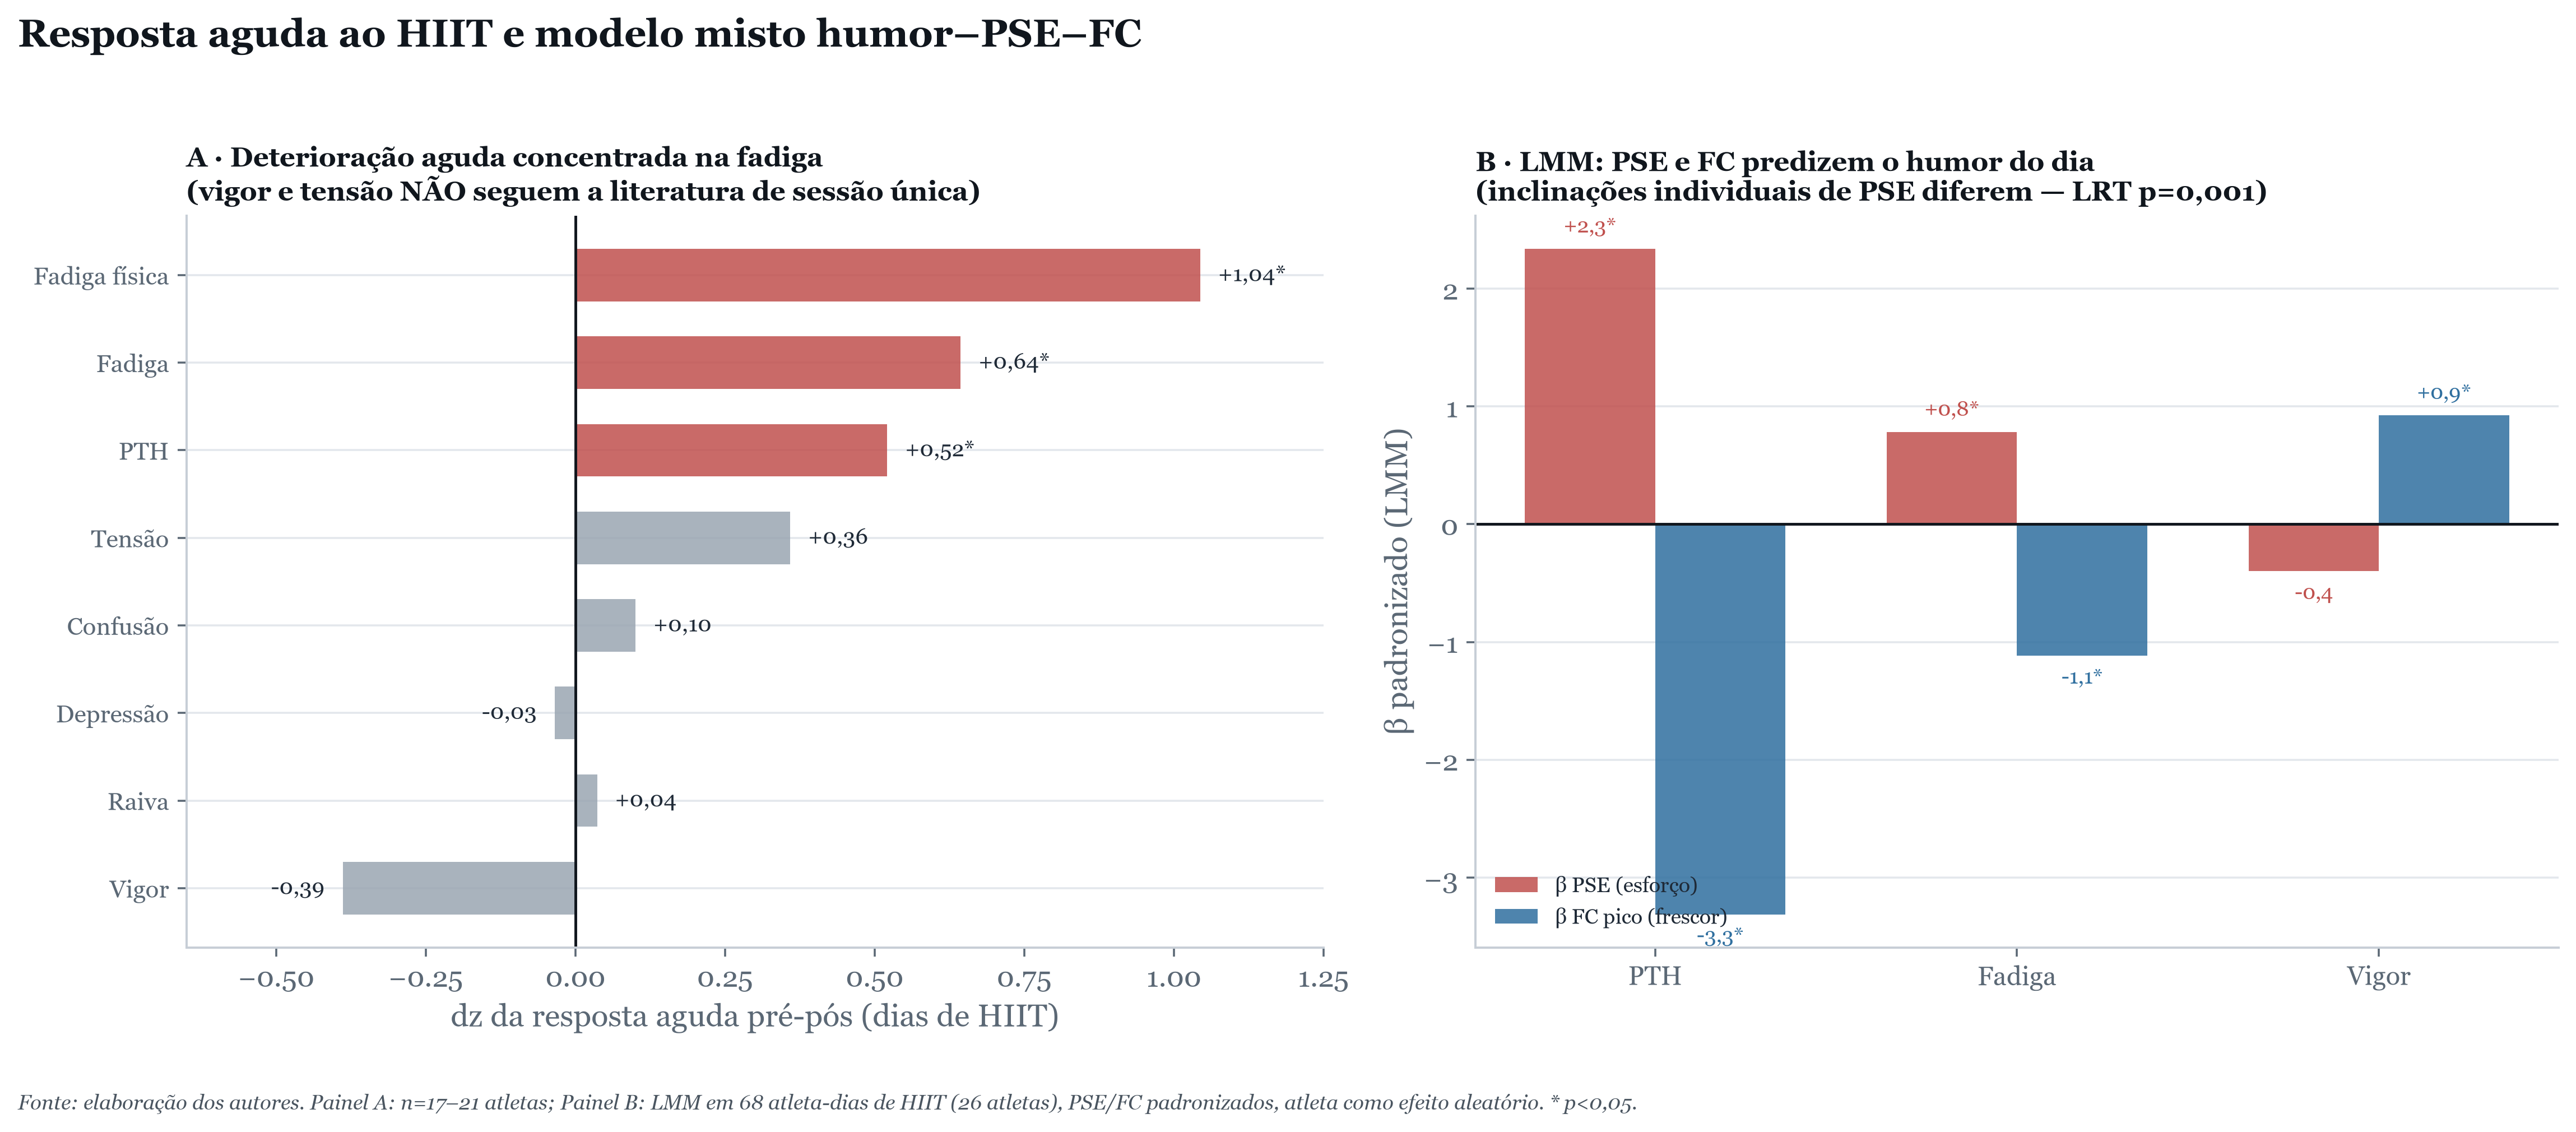 Resposta aguda ao HIIT e modelo misto humor–PSE–FC
A · Deterioração aguda concentrada na fadiga
(vigor e tensão NÃO seguem a literatura de sessão única)
Fadiga física
+1,04*
Fadiga
+0,64*
PTH
+0,52*
Tensão
+0,36
Confusão
+0,10
Depressão
-0,03
Raiva
+0,04
Vigor
-0,39
−0.50
−0.25
0.00
0.25
0.50
0.75
1.00
1.25
dz da resposta aguda pré-pós (dias de HIIT)
B · LMM: PSE e FC predizem o humor do dia
(inclinações individuais de PSE diferem — LRT p=0,001)
β padronizado (LMM)
2
1
0
−1
−2
−3
+2,3*
+0,8*
+0,9*
-0,4
-1,1*
-3,3*
β PSE (esforço)
β FC pico (frescor)
PTH
Fadiga
Vigor
Fonte: elaboração dos autores. Painel A: n=17–21 atletas; Painel B: LMM em 68 atleta-dias de HIIT (26 atletas), PSE/FC padronizados, atleta como efeito aleatório. * p<0,05.